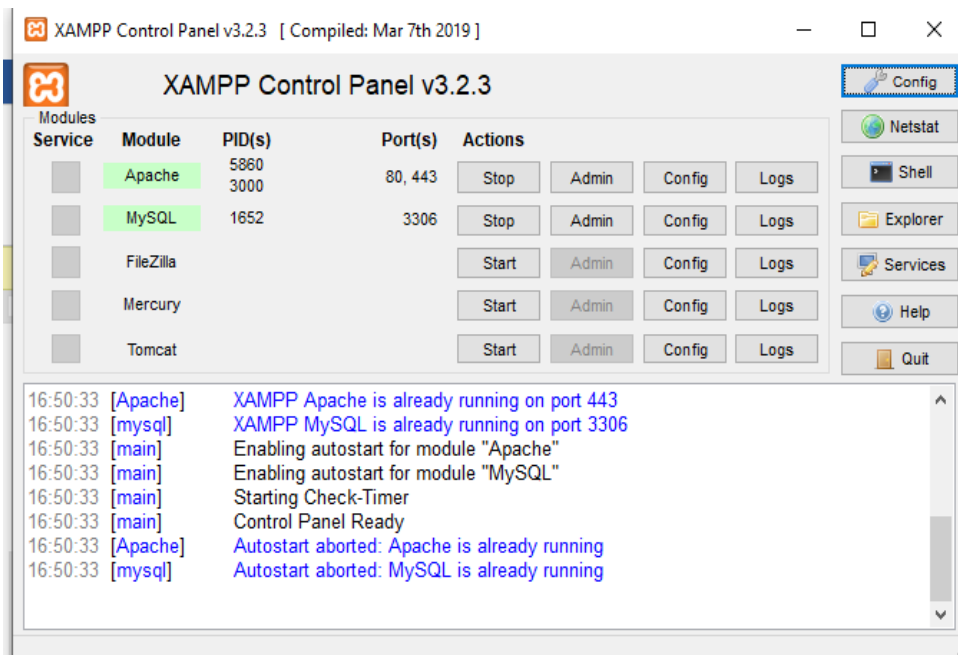 XAMPP Control Panel v3.2.3 [ Compiled: Mar 7th 2019 ]
XAMPP Control Panel v3.2.3
Config
Modules
Service Module PID(s) Port(s) Actions
Netstat
Apache 5860 3000 80, 443 Stop Admin Config Logs
Shell
MySQL 1652 3306 Stop Admin Config Logs
Explorer
FileZilla Start Admin Config Logs
Services
Mercury Start Admin Config Logs
Help
Tomcat Start Admin Config Logs
Quit
16:50:33 [Apache] XAMPP Apache is already running on port 443
16:50:33 [mysql] XAMPP MySQL is already running on port 3306
16:50:33 [main] Enabling autostart for module "Apache"
16:50:33 [main] Enabling autostart for module "MySQL"
16:50:33 [main] Starting Check-Timer
16:50:33 [main] Control Panel Ready
16:50:33 [Apache] Autostart aborted: Apache is already running
16:50:33 [mysql] Autostart aborted: MySQL is already running